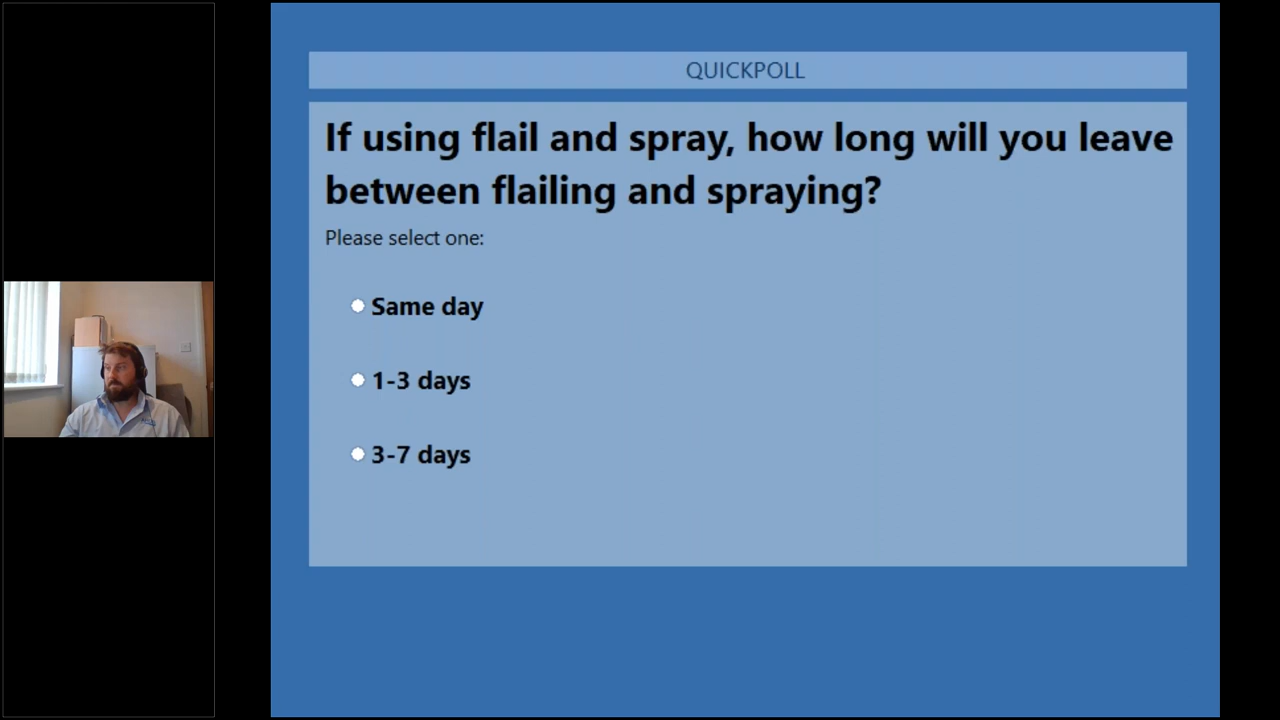 QUICKPOLL
If using flail and spray, how long will you leave
between flailing and spraying?
Please select one:
Same day
1-3 days
3-7 days